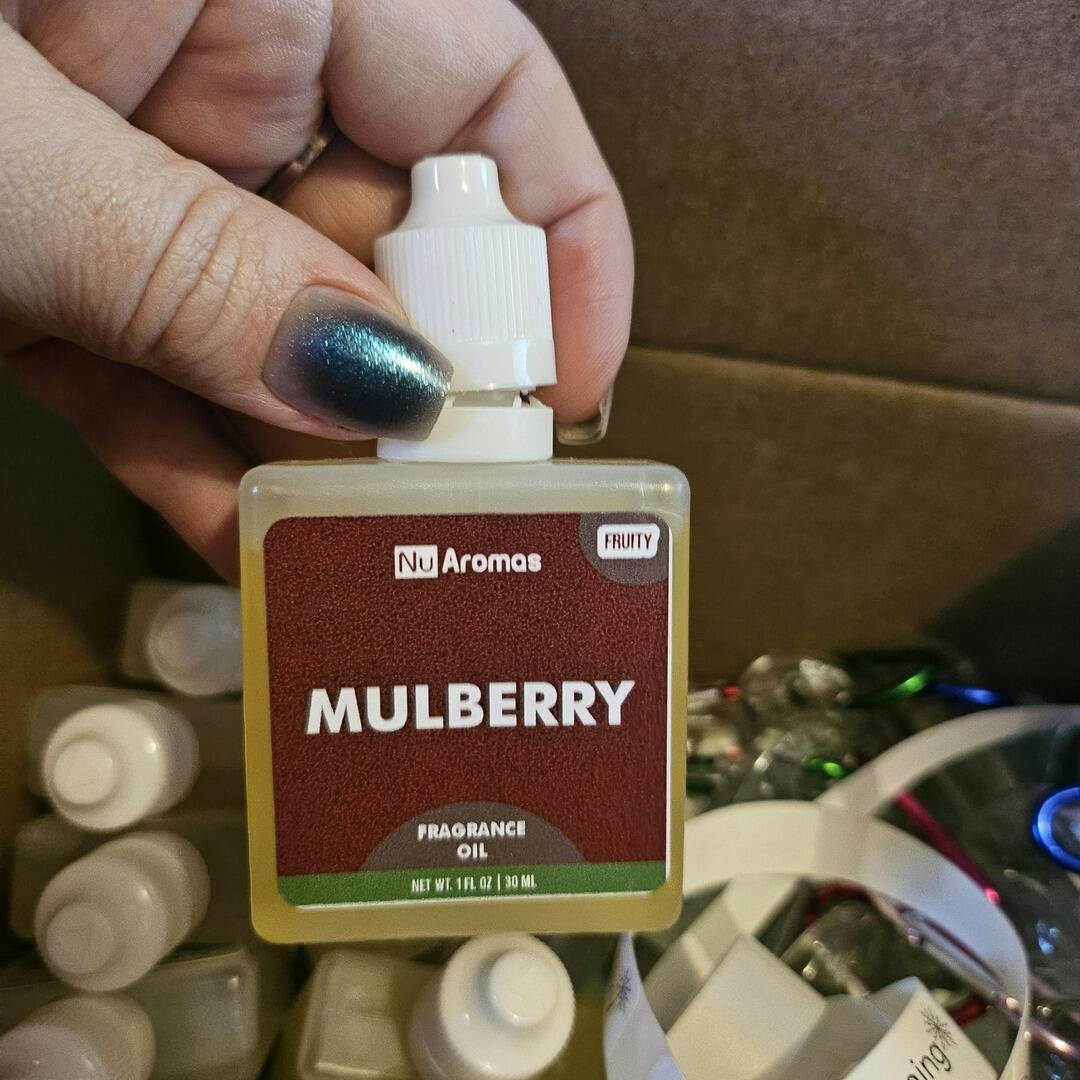 FRUITY
Nu Aromas
MULBERRY
FRAGRANCE
OIL
NET WT. 1 FL OZ | 30 ML